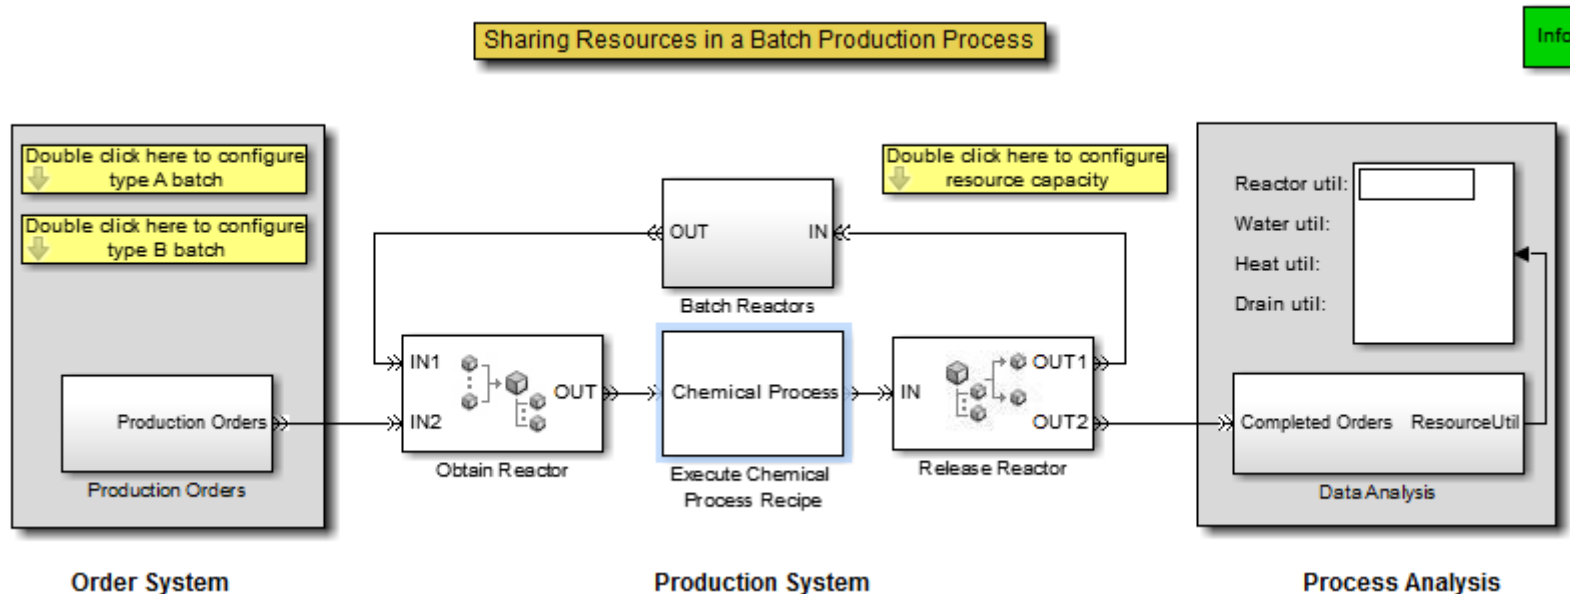 Sharing Resources in a Batch Production Process
Info
Double click here to configure
type A batch
Double click here to configure
type B batch
Production Orders
Production Orders
Order System
OUT IN
Batch Reactors
Double click here to configure
resource capacity
IN1
IN2
OUT
Obtain Reactor
Chemical Process
Execute Chemical
Process Recipe
IN
OUT1
OUT2
Release Reactor
Production System
Reactor util:
Water util:
Heat util:
Drain util:
Completed Orders ResourceUtil
Data Analysis
Process Analysis